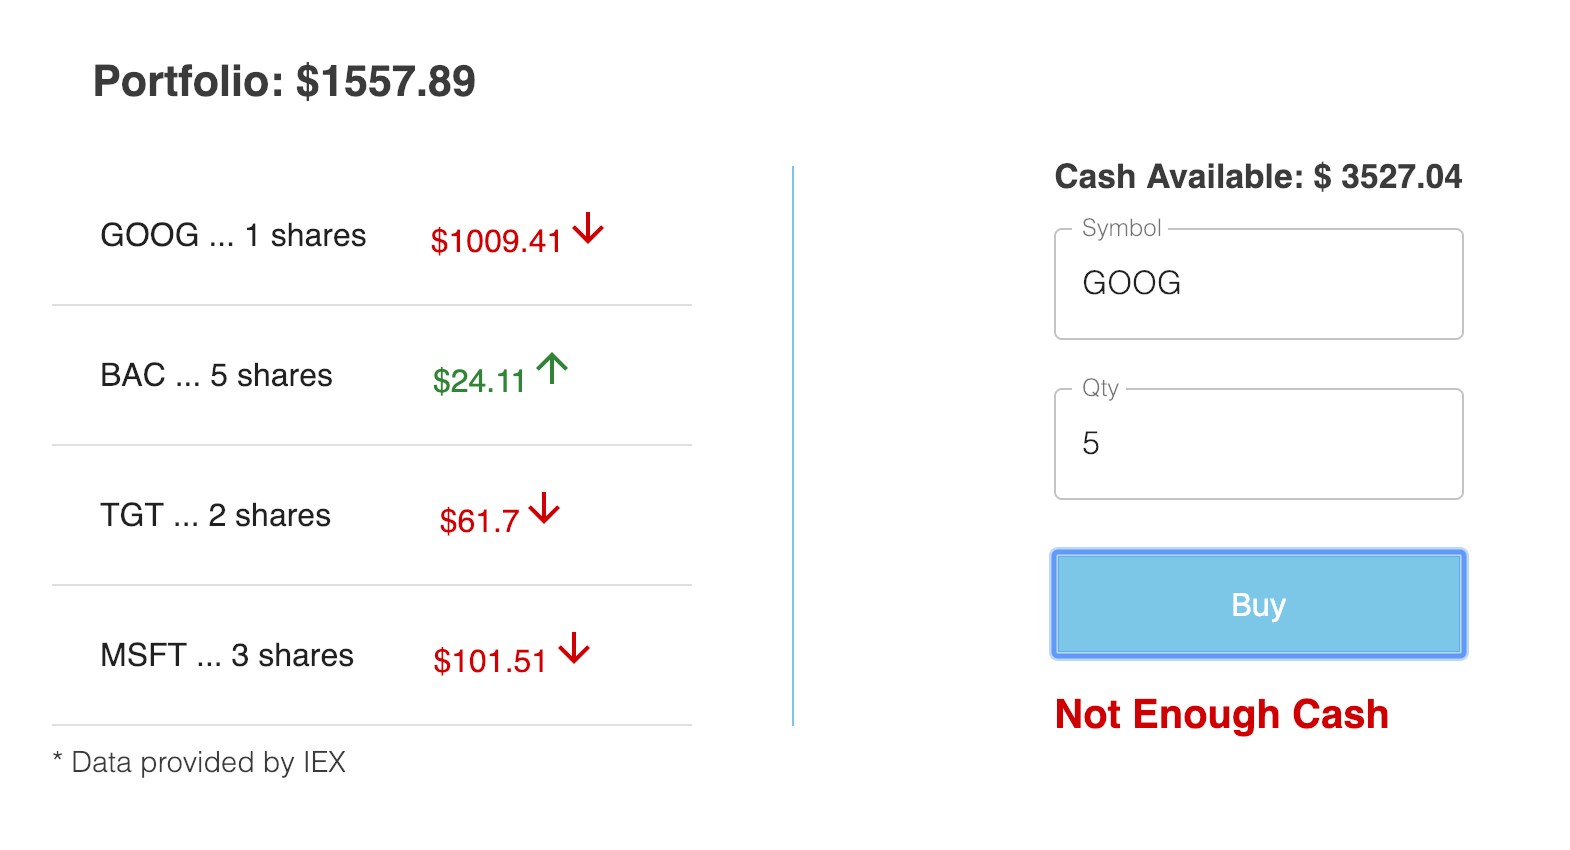 Portfolio: $1557.89
GOOG ... 1 shares $1009.41
BAC ... 5 shares $24.11
TGT ... 2 shares $61.7
MSFT ... 3 shares $101.51
* Data provided by IEX
Cash Available: $ 3527.04
Symbol
GOOG
Qty
5
Buy
Not Enough Cash